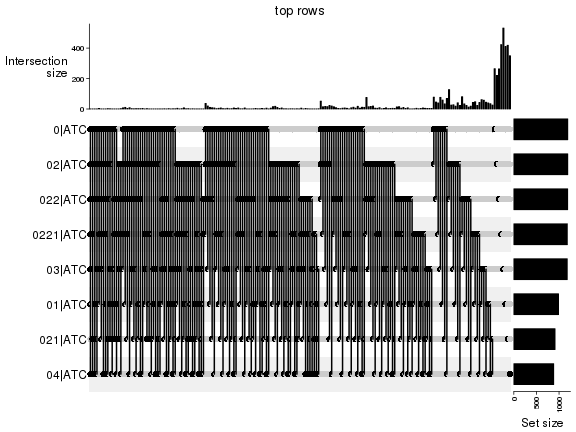 top rows
Intersection
size
400
200
0
0|ATC
02|ATC
022|ATC
0221|ATC
03|ATC
01|ATC
021|ATC
04|ATC
0
500
1000
Set size